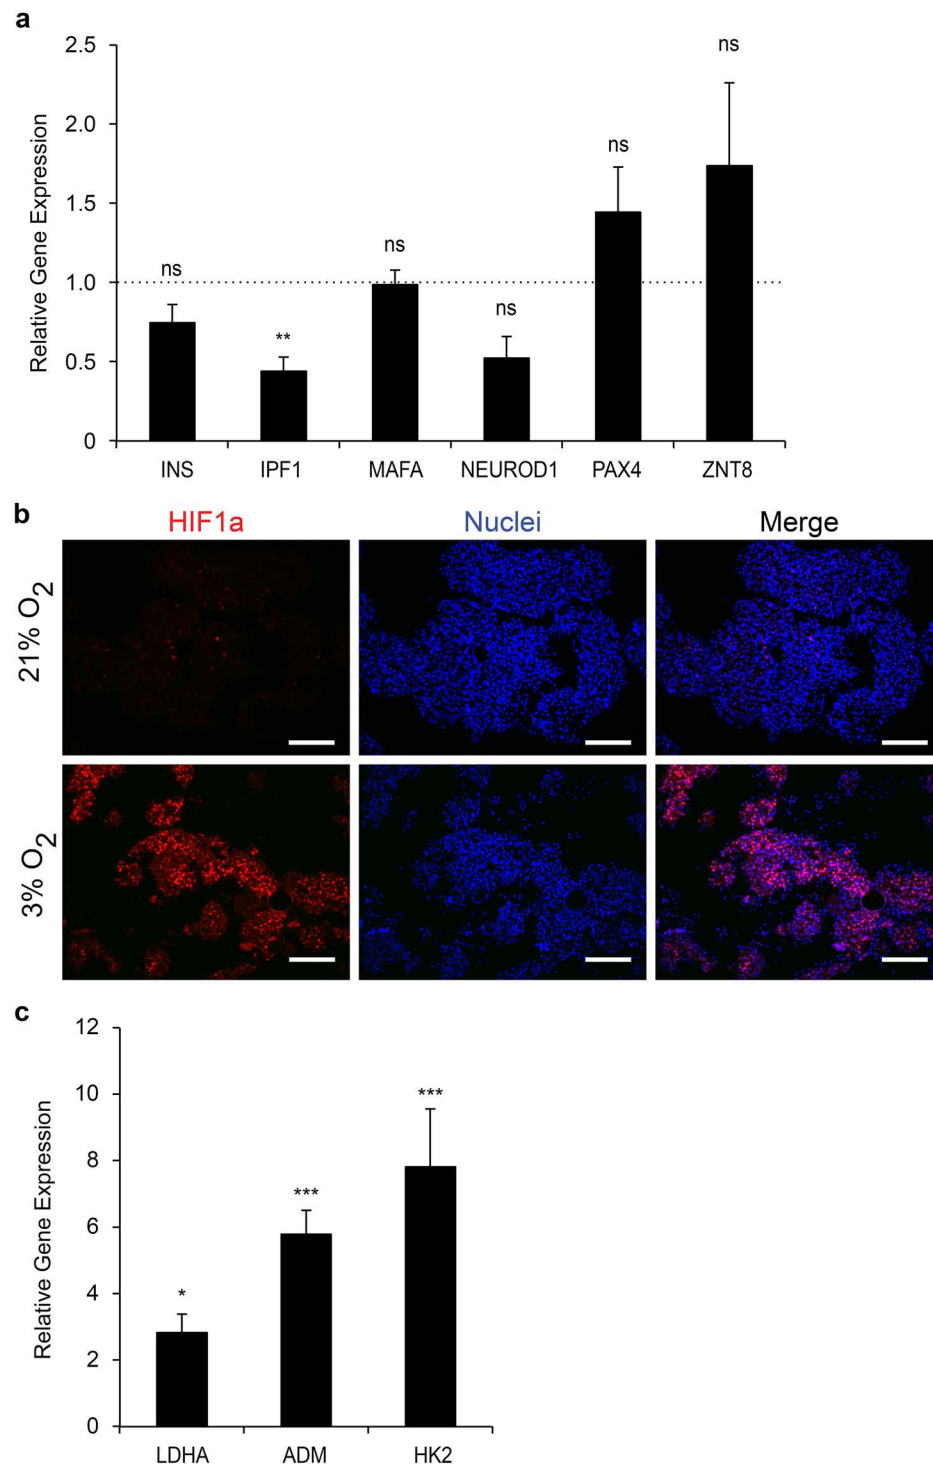 a
2.5
2.0
1.5
1.0
0.5
0
Relative Gene Expression
ns
**
ns
ns
ns
ns
INS IPF1 MAFA NEUROD1 PAX4 ZNT8
b
HIF1a Nuclei Merge
21% O2
3% O2
c
12
10
8
6
4
2
0
Relative Gene Expression
*
***
***
LDHA ADM HK2